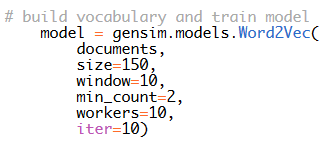 # build vocabulary and train model
    model = gensim.models.Word2Vec(
        documents,
        size=150,
        window=10,
        min_count=2,
        workers=10,
        iter=10)